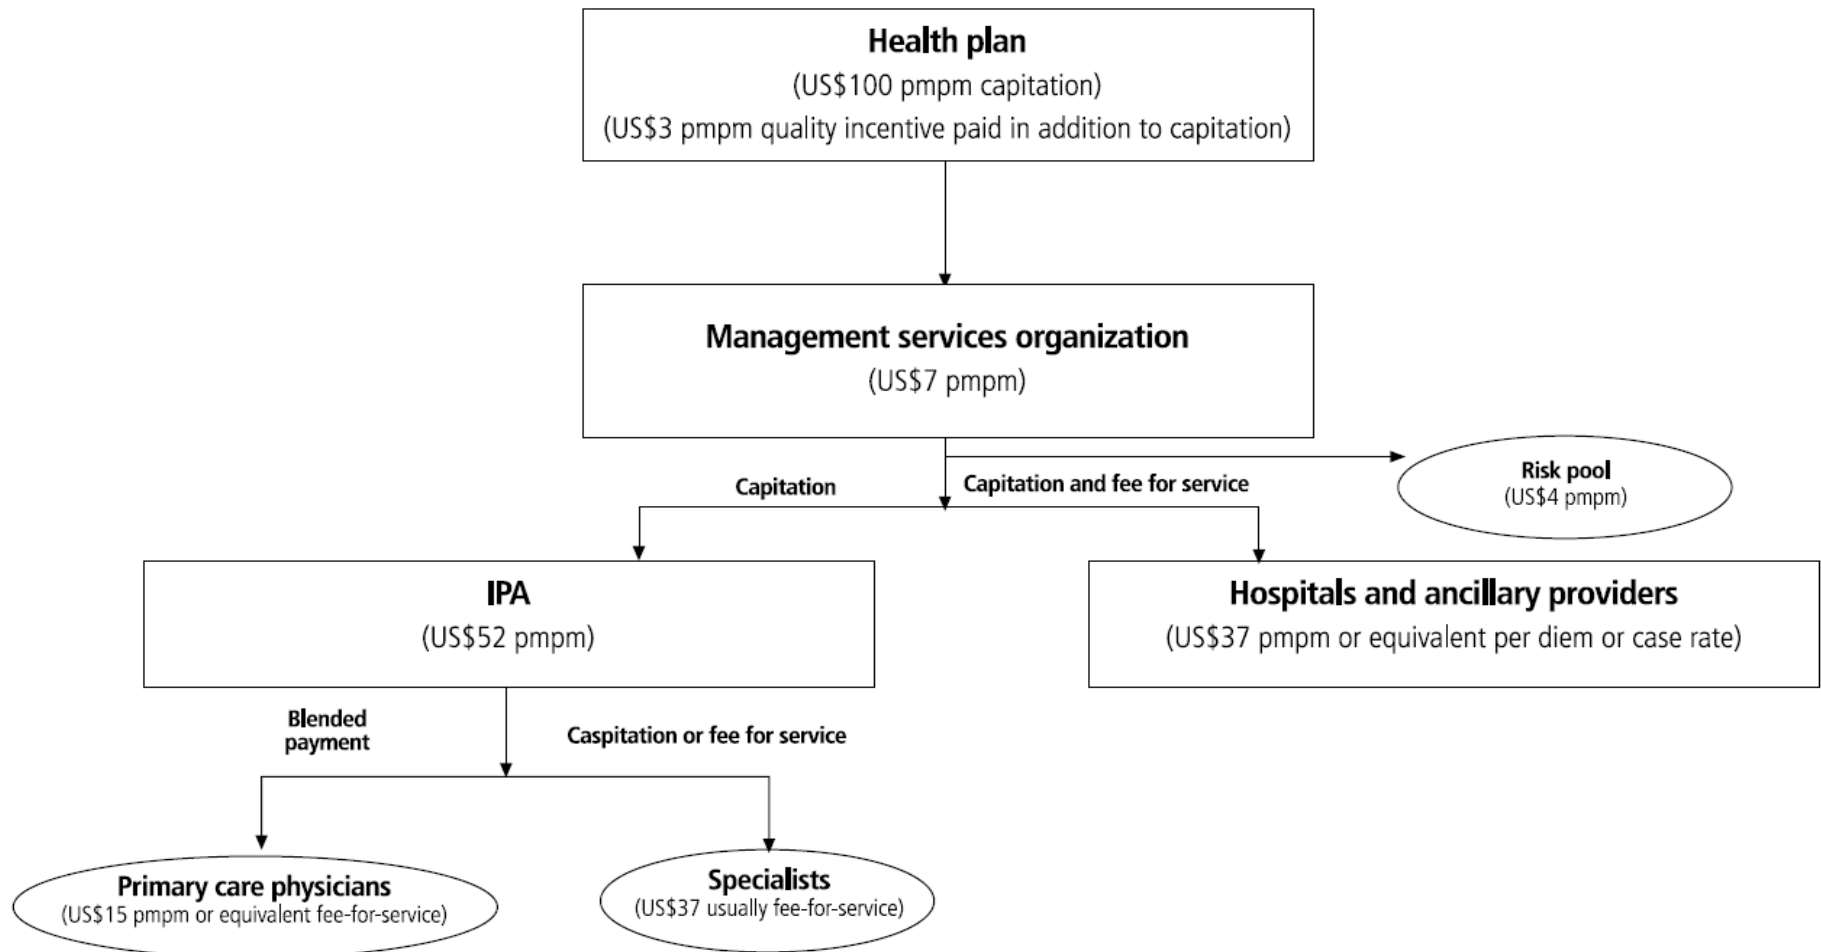 Health plan
(US$100 pmpm capitation)
(US$3 pmpm quality incentive paid in addition to capitation)
Management services organization
(US$7 pmpm)
Capitation
Capitation and fee for service
Risk pool
(US$4 pmpm)
IPA
(US$52 pmpm)
Hospitals and ancillary providers
(US$37 pmpm or equivalent per diem or case rate)
Blended
payment
Caspitation or fee for service
Primary care physicians
(US$15 pmpm or equivalent fee-for-service)
Specialists
(US$37 usually fee-for-service)